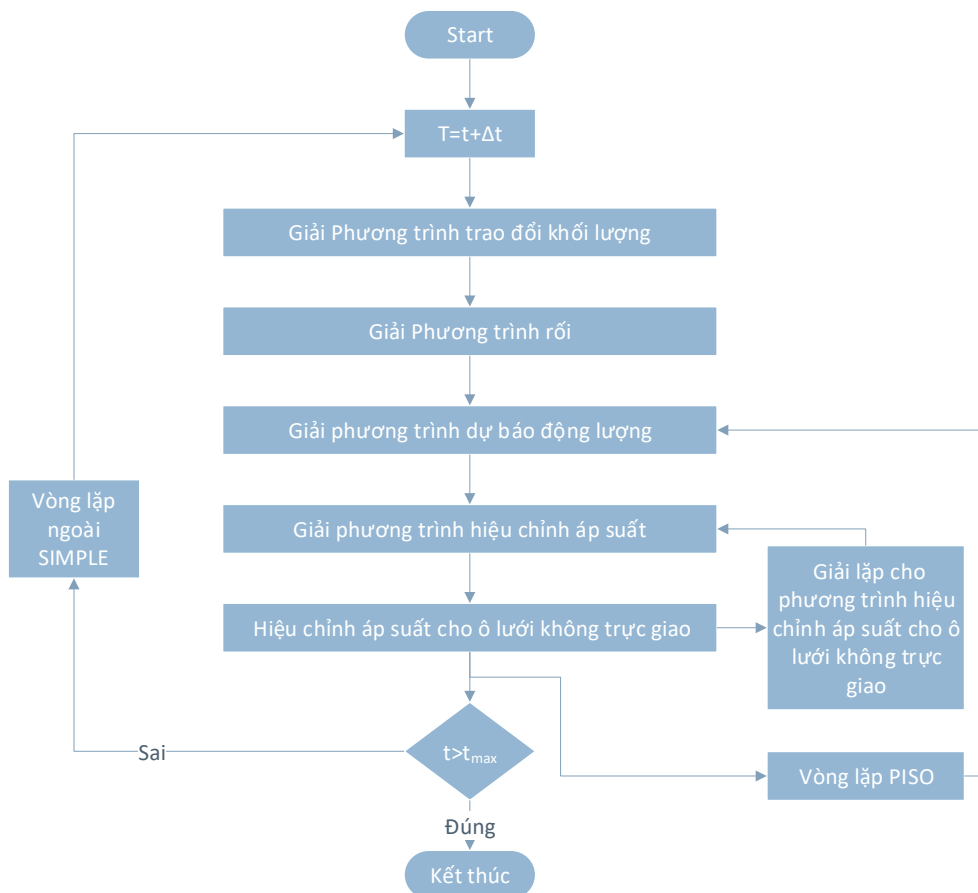 Start
T=t+Δt
Giải Phương trình trao đổi khối lượng
Giải Phương trình rối
Giải phương trình dự báo động lượng
Vòng lặp
ngoài
SIMPLE
Giải phương trình hiệu chỉnh áp suất
Giải lặp cho
phương trình hiệu
chỉnh áp suất cho ô
lưới không trực
giao
Hiệu chỉnh áp suất cho ô lưới không trực giao
Sai
t>tmax
Vòng lặp PISO
Đúng
Kết thúc